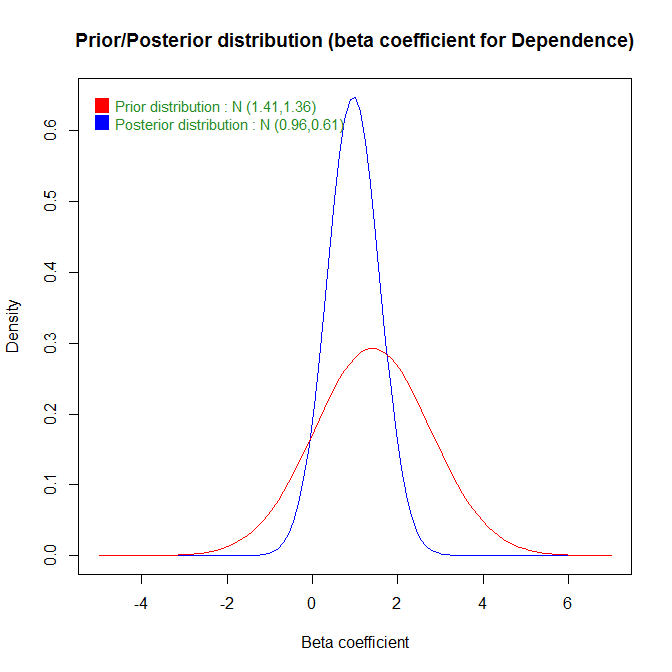 Prior/Posterior distribution (beta coefficient for Dependence)
Prior distribution : N (1.41,1.36)
Posterior distribution : N (0.96,0.61)
0.6
0.5
0.4
0.3
0.2
0.1
0.0
Density
-4 -2 0 2 4 6
Beta coefficient